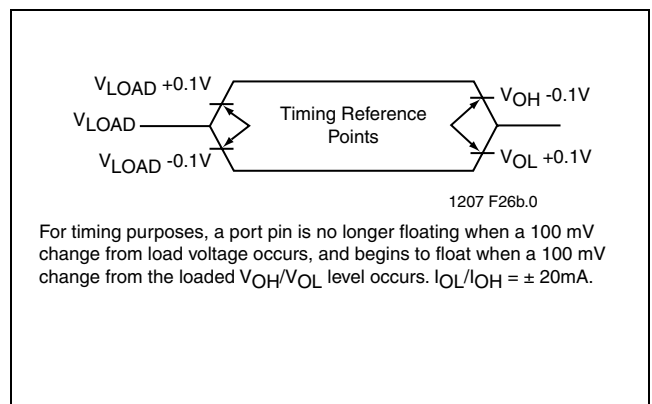 VLOAD +0.1V
VLOAD
VLOAD -0.1V
Timing Reference
Points
VOH -0.1V
VOL +0.1V
1207 F26b.0
For timing purposes, a port pin is no longer floating when a 100 mV
change from load voltage occurs, and begins to float when a 100 mV
change from the loaded VOH/VOL level occurs. IOL/IOH = ± 20mA.